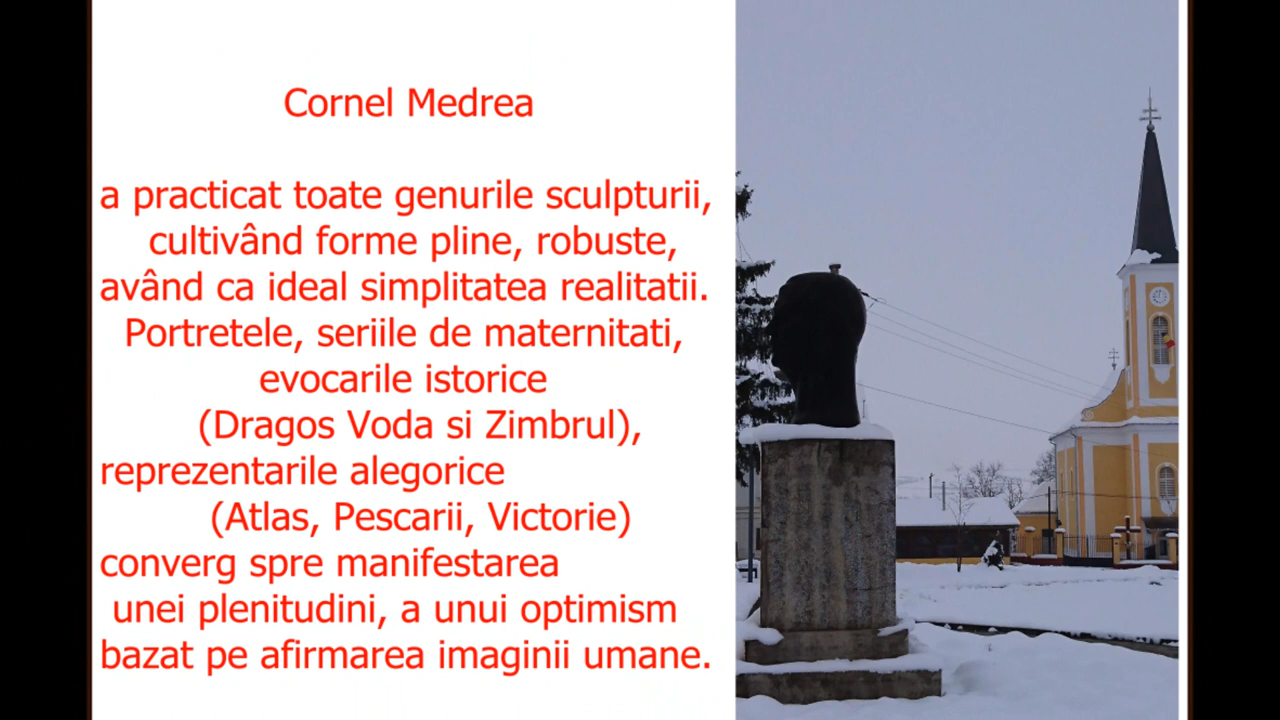 Cornel Medrea
a practicat toate genurile sculpturii,
cultivând forme pline, robuste,
având ca ideal simplitatea realitatii.
Portretele, seriile de maternitati,
evocarile istorice
(Dragos Voda si Zimbrul),
reprezentarile alegorice
(Atlas, Pescarii, Victorie)
converg spre manifestarea
unei plenitudini, a unui optimism
bazat pe afirmarea imaginii umane.